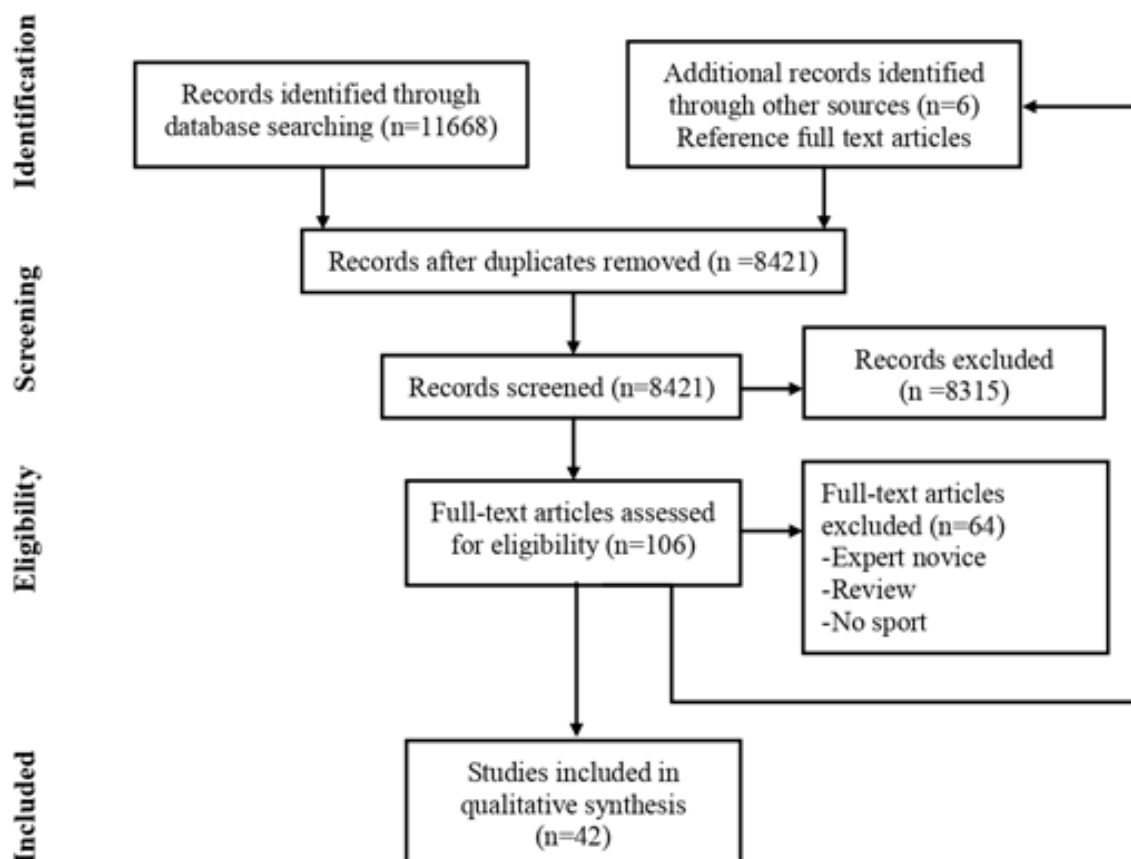 Identification
Records identified through
database searching (n=11668)
Additional records identified
through other sources (n=6)
Reference full text articles
Records after duplicates removed (n =8421)
Screening
Records screened (n=8421)
Records excluded
(n =8315)
Eligibility
Full-text articles assessed
for eligibility (n=106)
Full-text articles
excluded (n=64)
-Expert novice
-Review
-No sport
Included
Studies included in
qualitative synthesis
(n=42)